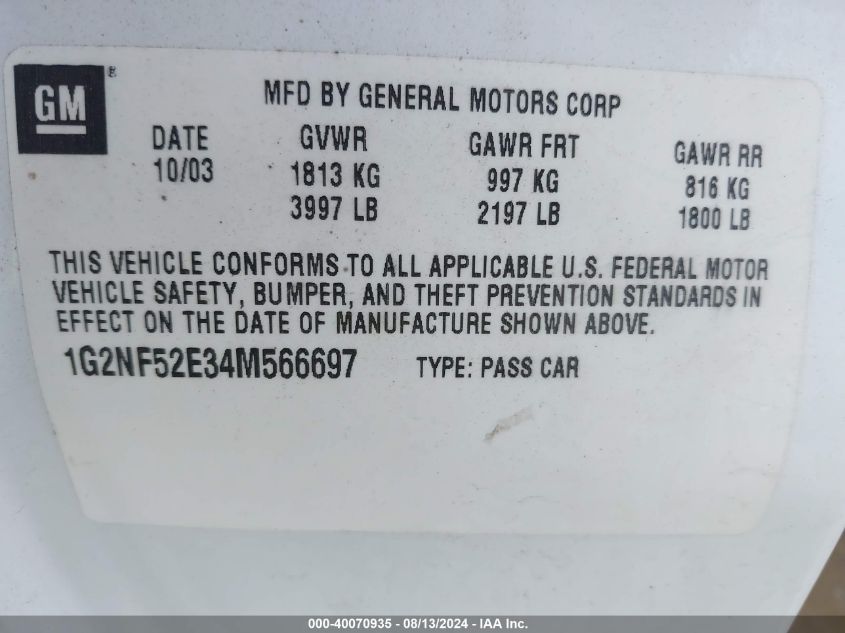 GM®
MFD BY GENERAL MOTORS CORP
DATE GVWR GAWR FRT GAWR RR
10/03 1813 KG 997 KG 816 KG
3997 LB 2197 LB 1800 LB
THIS VEHICLE CONFORMS TO ALL APPLICABLE U.S. FEDERAL MOTOR
VEHICLE SAFETY, BUMPER, AND THEFT PREVENTION STANDARDS IN
EFFECT ON THE DATE OF MANUFACTURE SHOWN ABOVE.
1G2NF52E34M566697 TYPE: PASS CAR
000-40070935 - 08/13/2024 - IAA Inc.